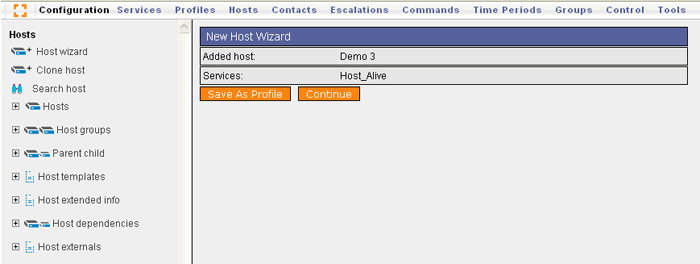 Configuration Services Profiles Hosts Contacts Escalations Commands Time Periods Groups Control Tools
Hosts
Host wizard
Clone host
Search host
Hosts
Host groups
Parent child
Host templates
Host extended info
Host dependencies
Host externals
New Host Wizard
Added host: Demo 3
Services: Host_Alive
Save As Profile Continue